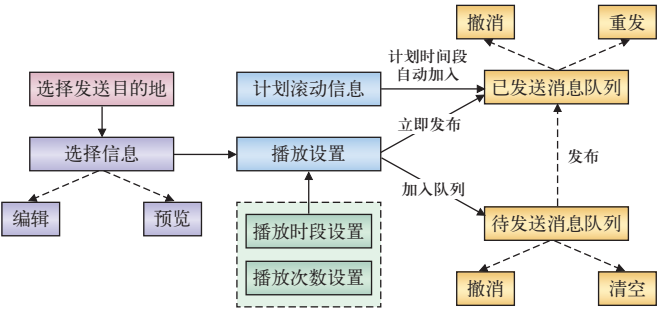 撤消
重发
计划时间段
自动加入
选择发送目的地
计划滚动信息
已发送消息队列
立即发布
选择信息
播放设置
发布
加入队列
编辑
预览
播放时段设置
待发送消息队列
播放次数设置
撤消
清空